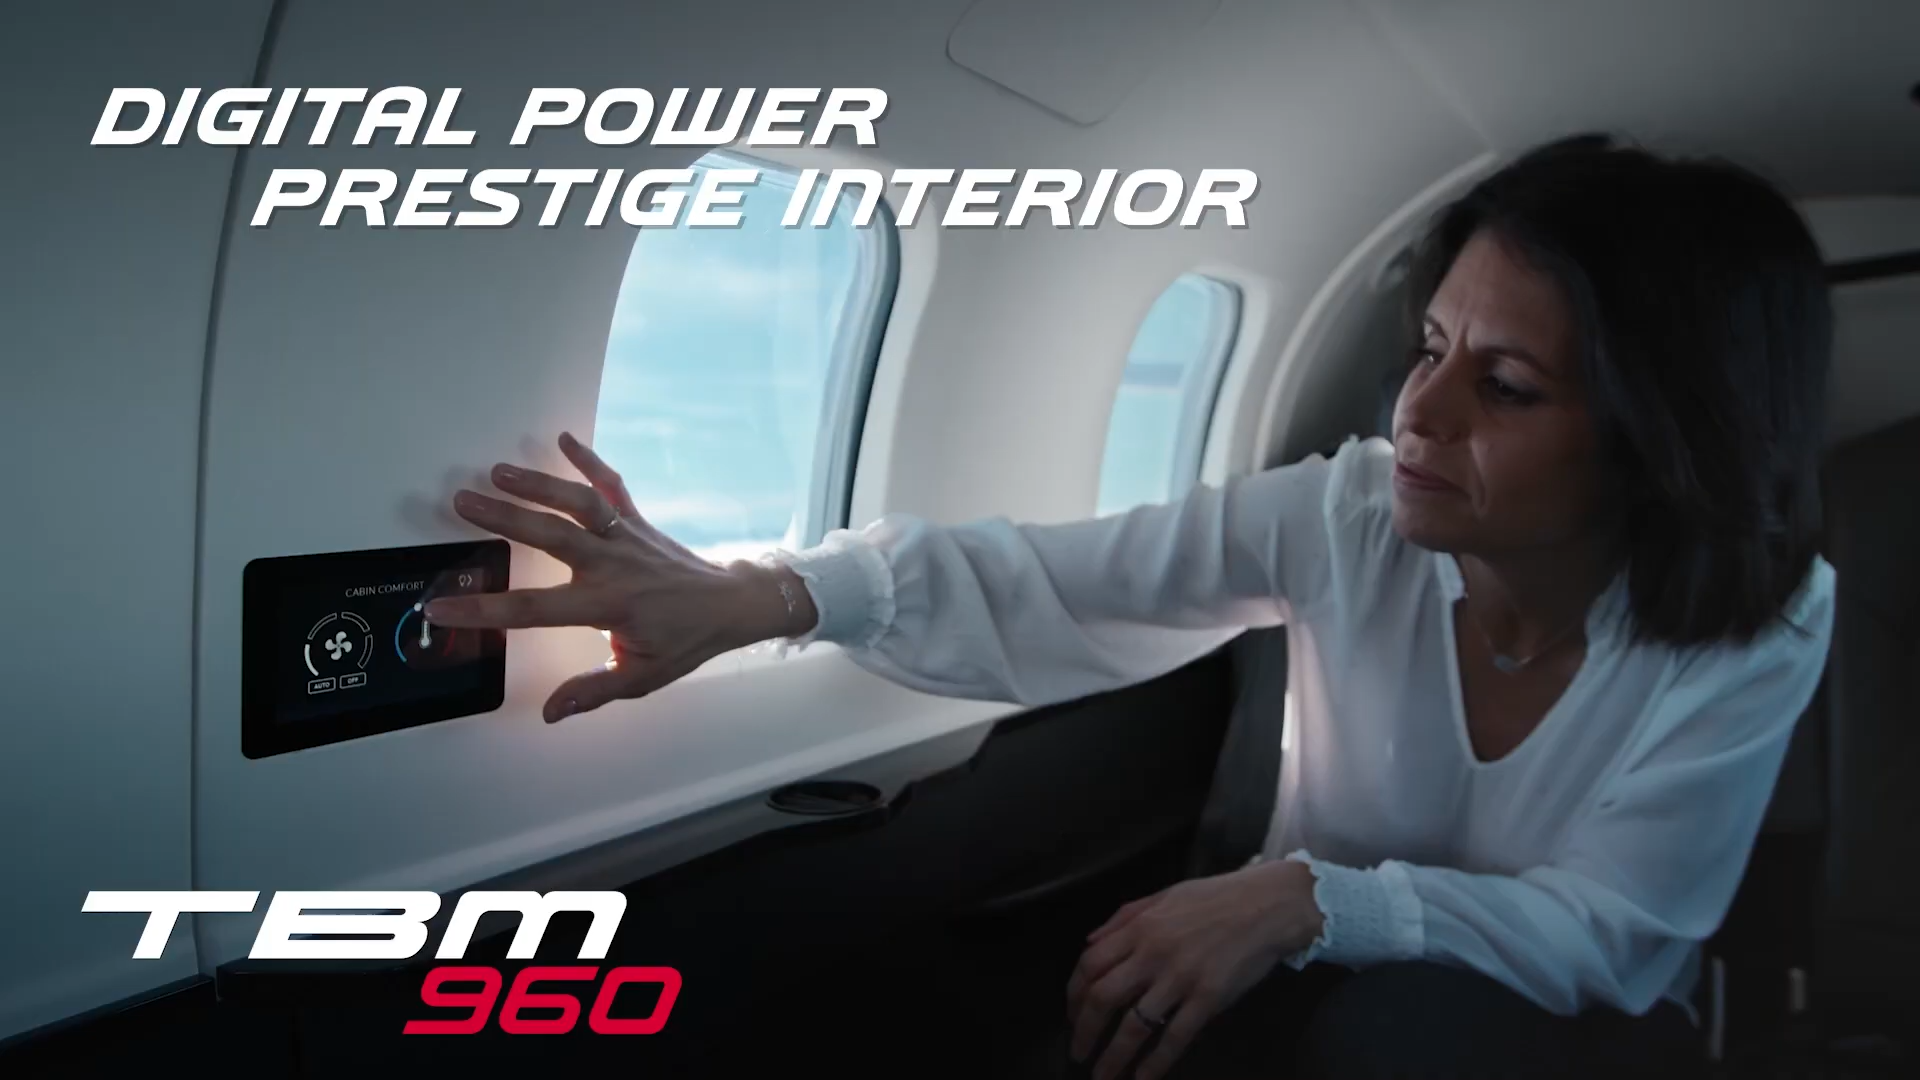 DIGITAL POWER
PRESTIGE INTERIOR
CABIN COMFORT
AUTO OFF
TBM
960